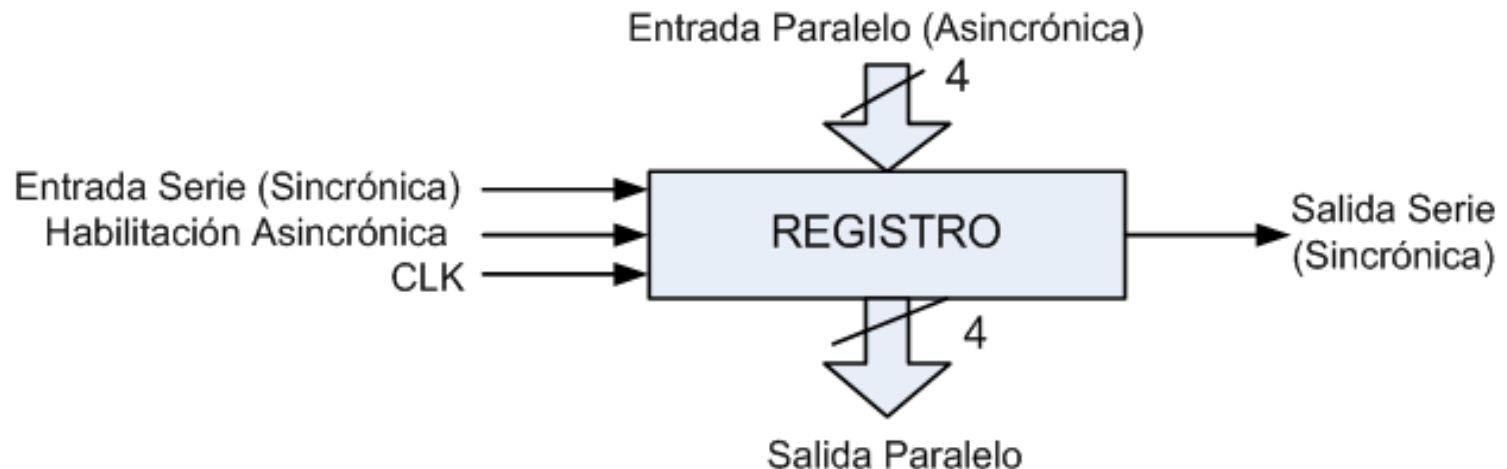 Entrada Paralelo (Asincrónica)
4
Entrada Serie (Sincrónica)
Habilitación Asincrónica
CLK
REGISTRO
Salida Serie
(Sincrónica)
4
Salida Paralelo